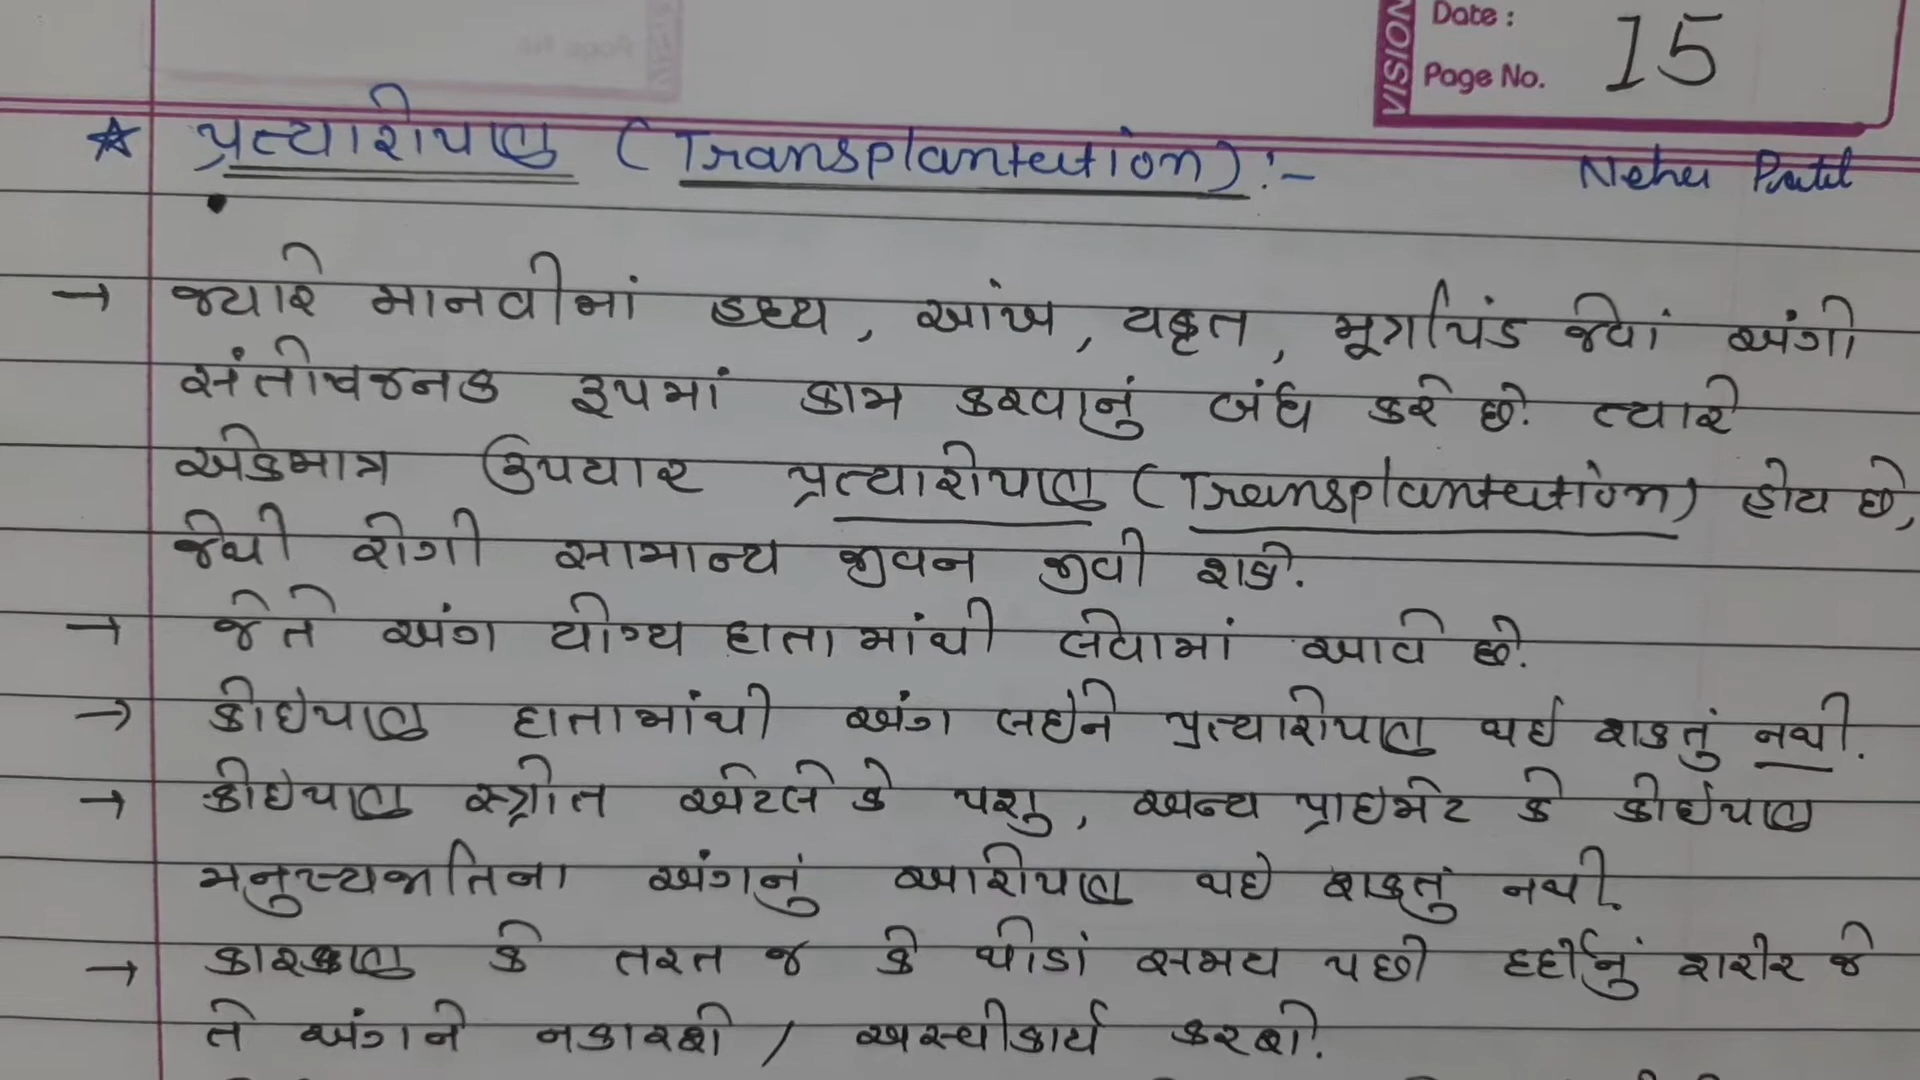 VISION
Date :
Page No. 15
☆ પ્રત્યારોપણ (Transplantation) :-
Neha Patel
→ જ્યારે માનવીનાં હૃદય, આંખ, યકૃત, મૂત્રપિંડ જેવાં અંગો
સંતોષજનક રૂપમાં કામ કરવાનું બંધ કરે છે. ત્યારે
એકમાત્ર ઉપચાર પ્રત્યારોપણ (Transplantation) હોય છે,
જેથી રોગી સામાન્ય જીવન જીવી શકે.
→ જે તે અંગ યોગ્ય દાતામાંથી લેવામાં આવે છે.
→ કોઈપણ દાતામાંથી અંગ લઈને પ્રત્યારોપણ થઈ શકતું નથી.
→ કોઈપણ સ્ત્રોત એટલે કે પશુ, અન્ય પ્રાઇમેટ કે કોઈપણ
મનુષ્યજાતિના અંગનું આરોપણ થઈ શકતું નથી.
→ કારણ કે તરત જ કે થોડાં સમય પછી દર્દીનું શરીર જે
તે અંગને નકારશે / અસ્વીકાર્ય કરશે.